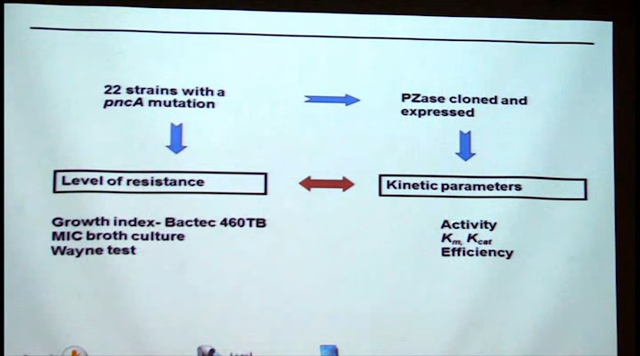 22 strains with a
pncA mutation
PZase cloned and
expressed
Level of resistance
Kinetic parameters
Growth index- Bactec 460TB
MIC broth culture
Wayne test
Activity
Km, Kcat
Efficiency